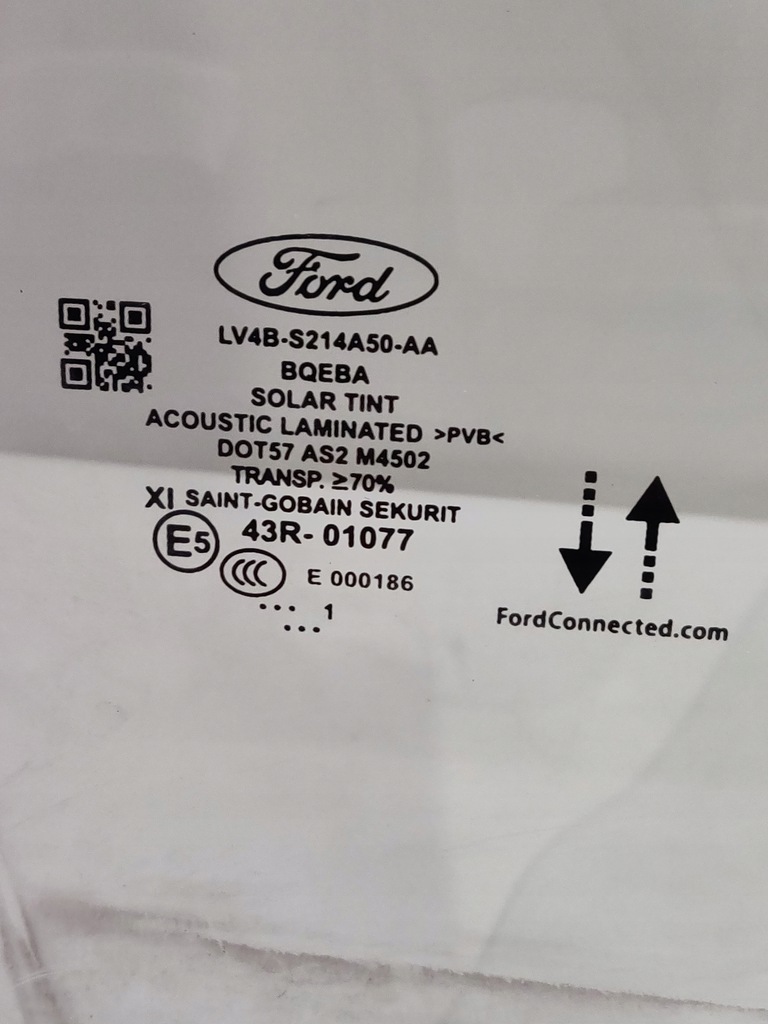 Ford
LV4B-S214A50-AA
BQEBA
SOLAR TINT
ACOUSTIC LAMINATED >PVB<
DOT57 AS2 M4502
TRANSP. ≥70%
XI SAINT-GOBAIN SEKURIT
E5 43R- 01077
CCC E 000186
... 1
...
FordConnected.com